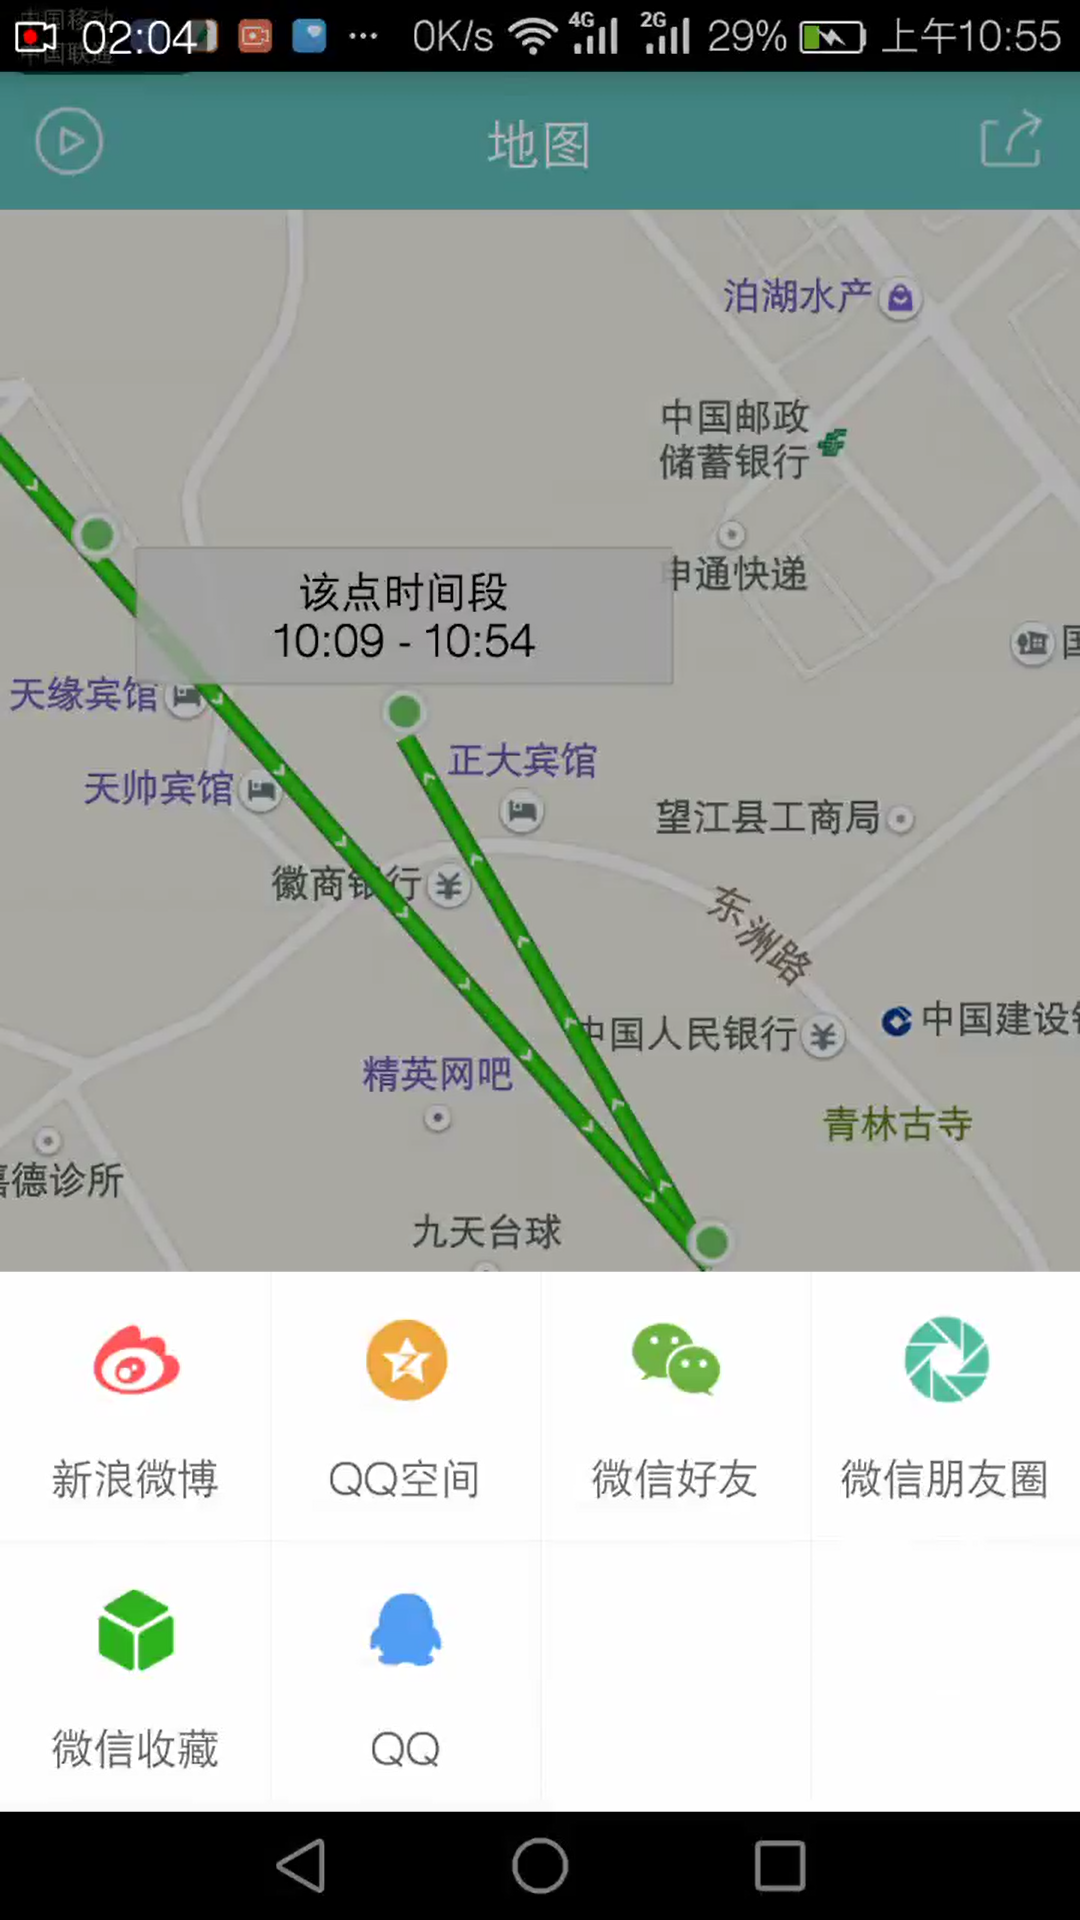 中国移动
中国联通
02:04 ... 0K/s 4G 2G 29% 上午10:55
地图
泊湖水产
中国邮政
储蓄银行
申通快递
该点时间段
10:09 - 10:54
天缘宾馆
正大宾馆
天帅宾馆
望江县工商局
徽商银行
东洲路
中国人民银行
中国建设
精英网吧
青林古寺
德诊所
九天台球
新浪微博
QQ空间
微信好友
微信朋友圈
微信收藏
QQ